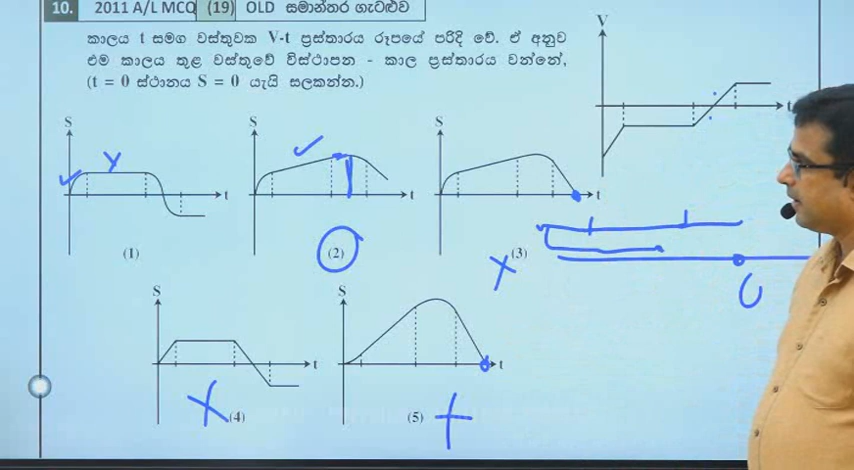 10. 2011 A/L MCQ (19) OLD සමාන්තර ගැටළුව
කාලය t සමග වස්තුවක V-t ප්‍රස්තාරය රූපයේ පරිදි වේ. ඒ අනුව
එම කාලය තුළ වස්තුවේ විස්ථාපන - කාල ප්‍රස්තාරය වන්නේ,
(t = 0 ස්ථානය S = 0 යැයි සලකන්න.)
V
t
S
t
(1)
S
t
(2)
S
t
(3)
S
t
(4)
S
t
(5)